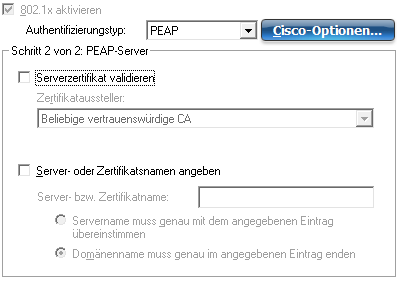 802.1x aktivieren
Authentifizierungstyp: PEAP Cisco-Optionen...
Schritt 2 von 2: PEAP-Server
Serverzertifikat validieren
Zertifikataussteller:
Beliebige vertrauenswürdige CA
Server- oder Zertifikatsnamen angeben
Server- bzw. Zertifikatname:
Servername muss genau mit dem angegebenen Eintrag
übereinstimmen
Domänenname muss genau im angegebenen Eintrag enden